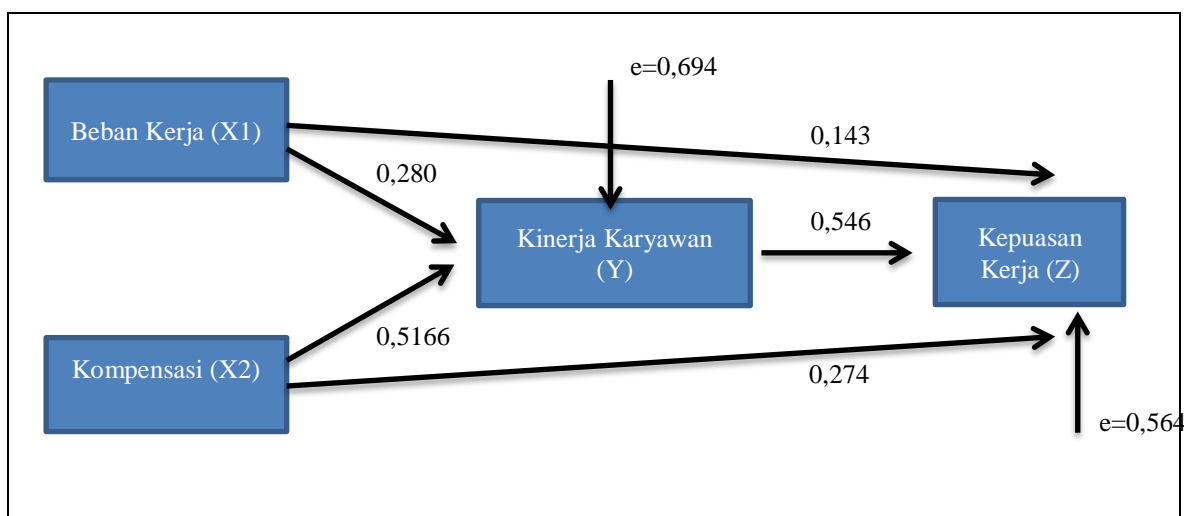 e=0,694
Beban Kerja (X1)
0,143
0,280
Kinerja Karyawan
(Y)
0,546
Kepuasan
Kerja (Z)
0,5166
Kompensasi (X2)
0,274
e=0,564